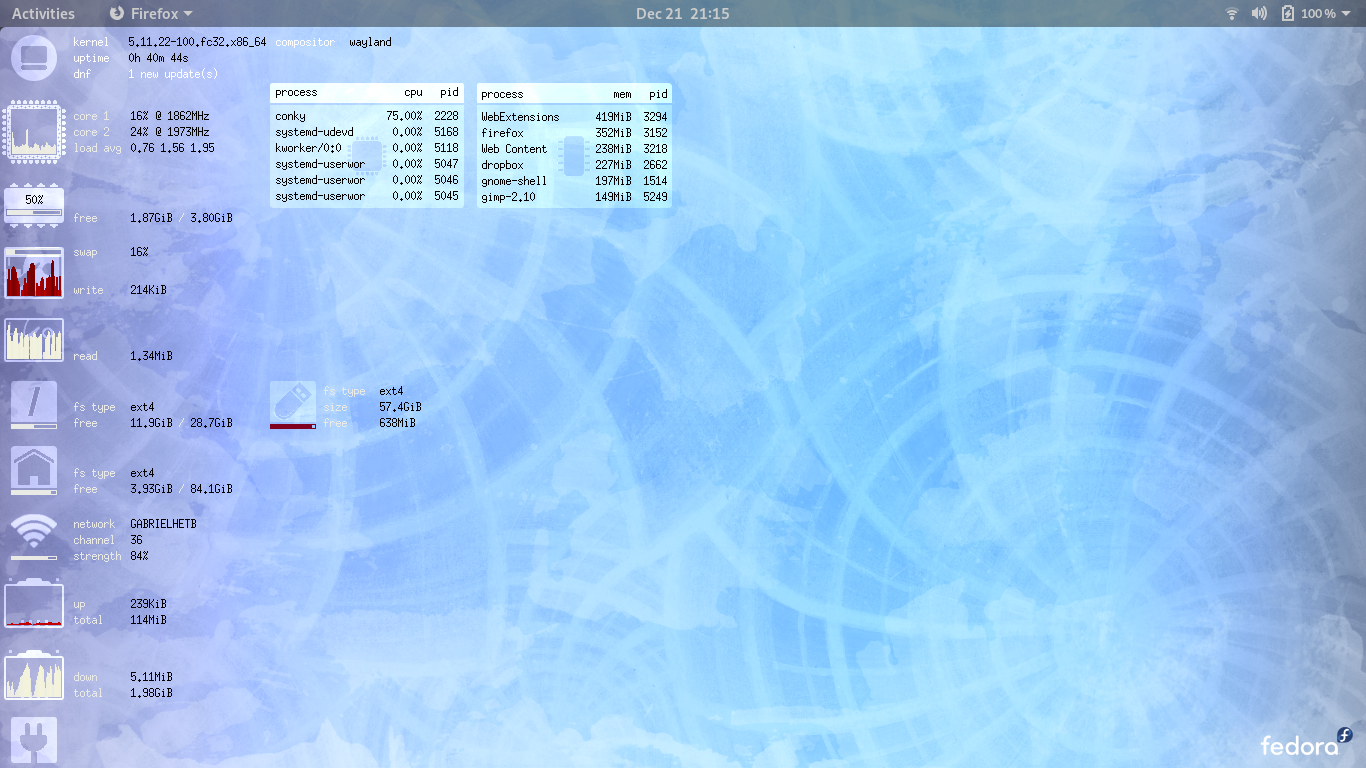 Activities Firefox Dec 21 21:15 100 %
kernel 5.11.22-100.fc32.x86_64 compositor wayland
uptime 0h 40m 44s
dnf 1 new update(s)
process cpu pid
conky 75.00% 2228
systemd-udevd 0.00% 5168
kworker/0:0 0.00% 5118
systemd-userwor 0.00% 5047
systemd-userwor 0.00% 5046
systemd-userwor 0.00% 5045
process mem pid
WebExtensions 419MiB 3294
firefox 352MiB 3152
Web Content 238MiB 3218
dropbox 227MiB 2662
gnome-shell 197MiB 1514
gimp-2.10 149MiB 5249
core 1 16% @ 1862MHz
core 2 24% @ 1973MHz
load avg 0.76 1.56 1.95
50%
free 1.87GiB / 3.80GiB
swap 16%
write 214KiB
read 1.34MiB
fs type ext4
free 11.9GiB / 28.7GiB
fs type ext4
size 57.4GiB
free 638MiB
fs type ext4
free 3.93GiB / 84.1GiB
network GABRIELHETB
channel 36
strength 84%
up 239KiB
total 114MiB
down 5.11MiB
total 1.98GiB
fedora